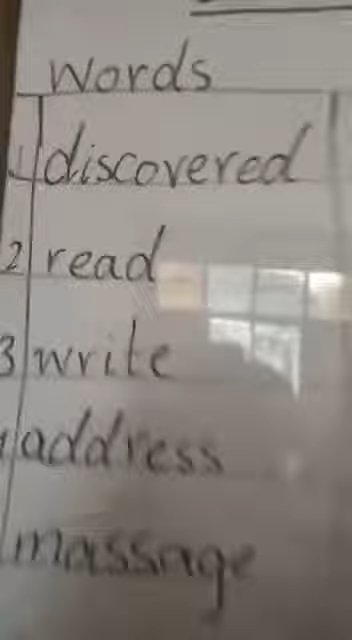 Words
1 discovered
2 read
3 write
address
massage